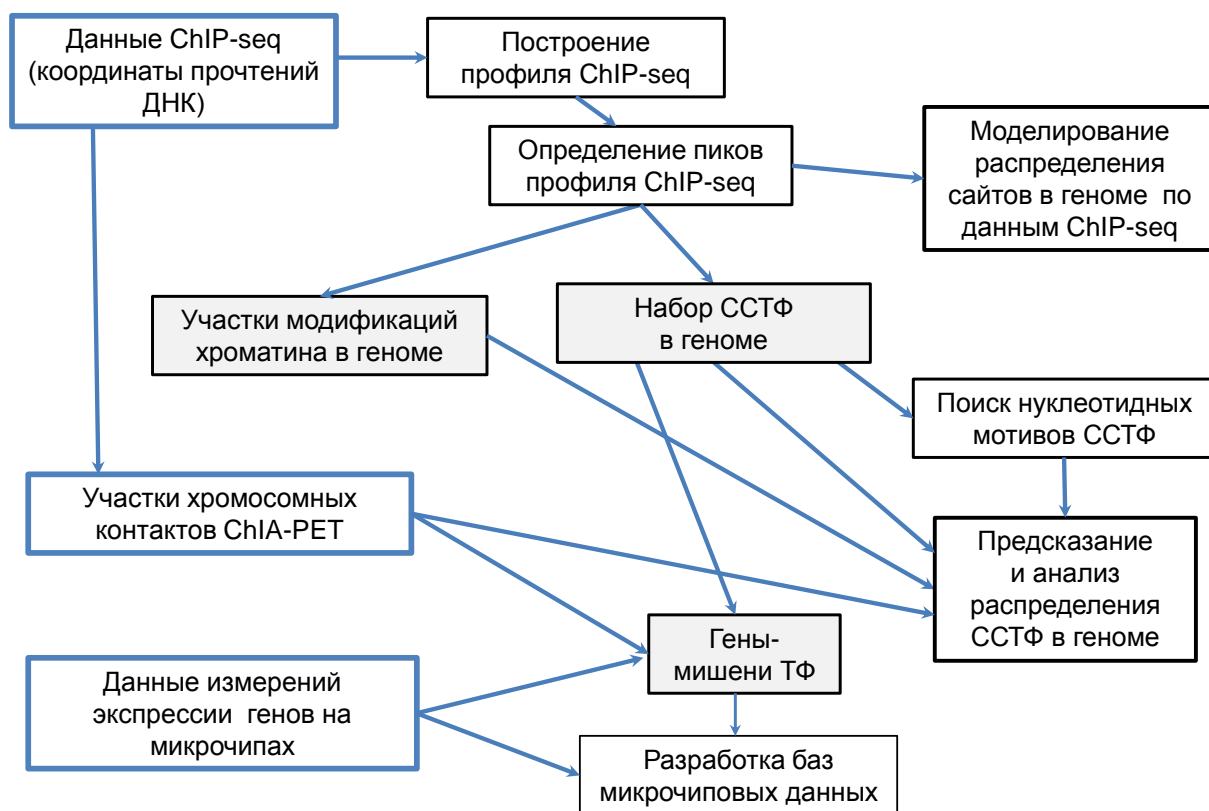 Данные ChIP-seq
(координаты прочтений
ДНК)
Построение
профиля ChIP-seq
Определение пиков
профиля ChIP-seq
Моделирование
распределения
сайтов в геноме по
данным ChIP-seq
Участки модификаций
хроматина в геноме
Набор ССТФ
в геноме
Поиск нуклеотидных
мотивов ССТФ
Участки хромосомных
контактов ChIA-PET
Предсказание
и анализ
распределения
ССТФ в геноме
Гены-
мишени ТФ
Данные измерений
экспрессии генов на
микрочипах
Разработка баз
микрочиповых данных